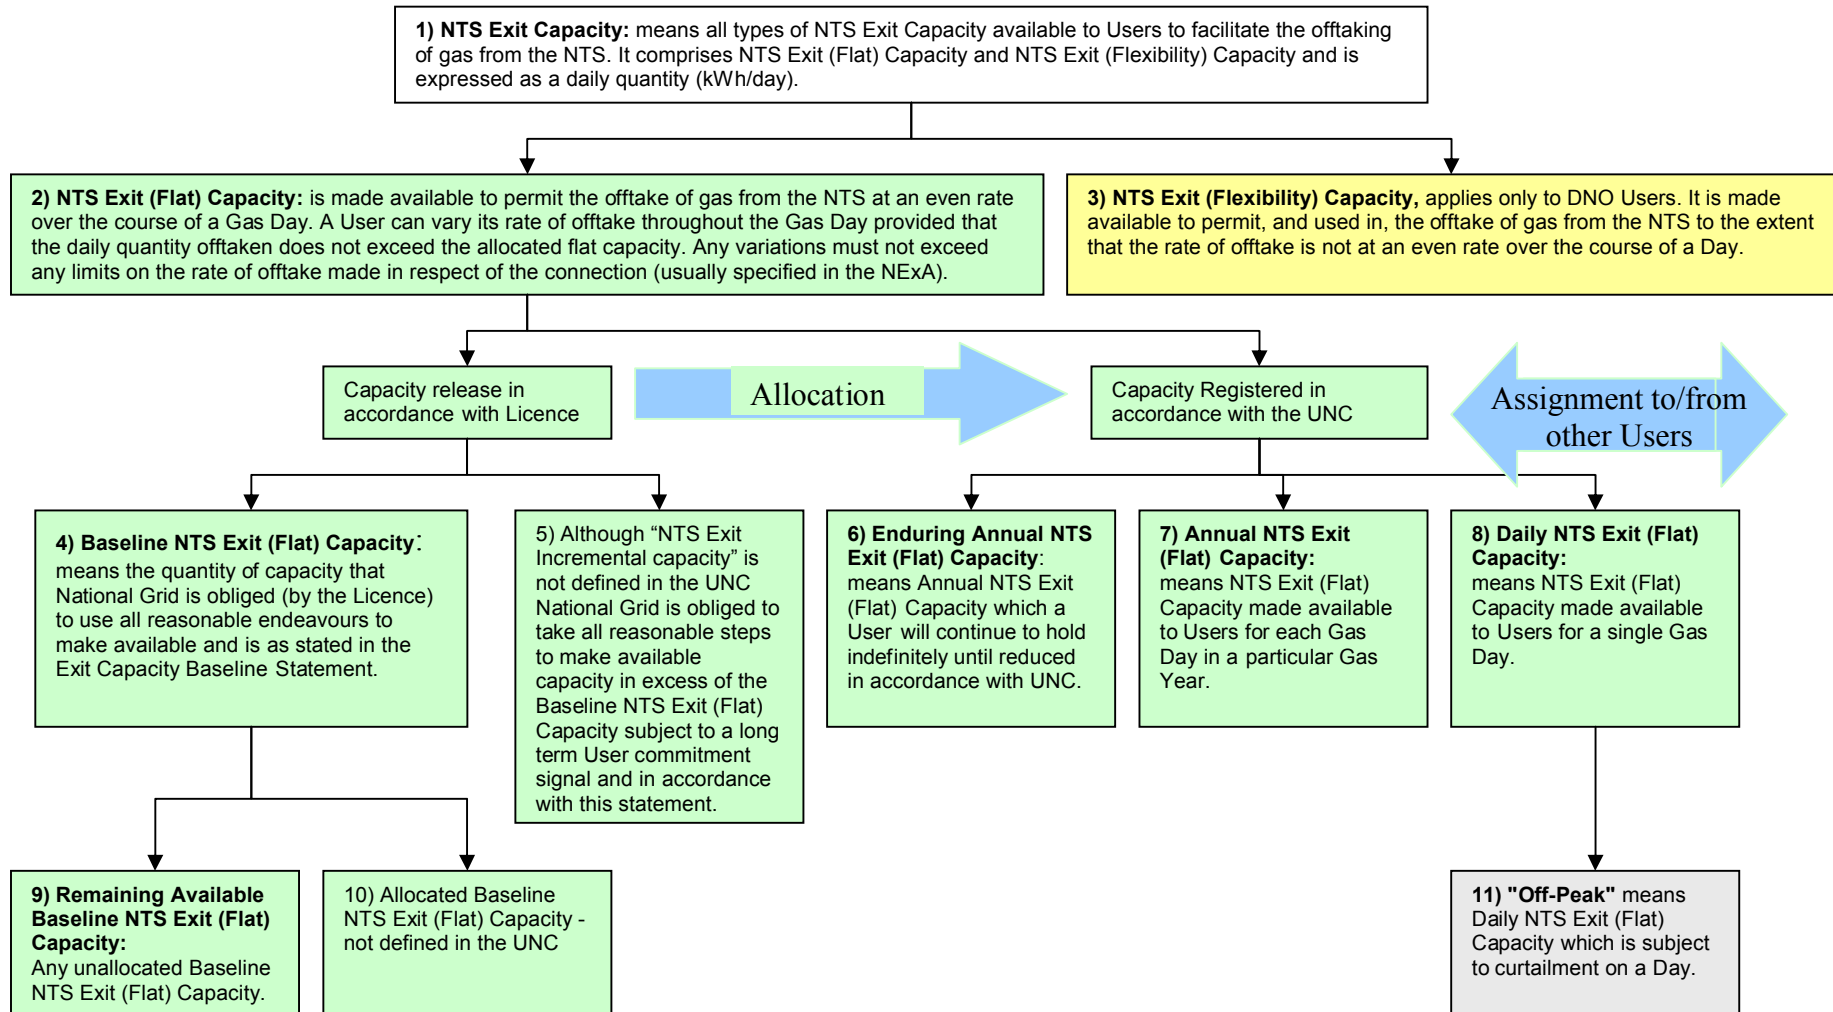 1) NTS Exit Capacity: means all types of NTS Exit Capacity available to Users to facilitate the offtaking
of gas from the NTS. It comprises NTS Exit (Flat) Capacity and NTS Exit (Flexibility) Capacity and is
expressed as a daily quantity (kWh/day).
2) NTS Exit (Flat) Capacity: is made available to permit the offtake of gas from the NTS at an even rate
over the course of a Gas Day. A User can vary its rate of offtake throughout the Gas Day provided that
the daily quantity offtaken does not exceed the allocated flat capacity. Any variations must not exceed
any limits on the rate of offtake made in respect of the connection (usually specified in the NExA).
3) NTS Exit (Flexibility) Capacity, applies only to DNO Users. It is made
available to permit, and used in, the offtake of gas from the NTS to the extent
that the rate of offtake is not at an even rate over the course of a Day.
Capacity release in
accordance with Licence
Allocation
Capacity Registered in
accordance with the UNC
Assignment to/from
other Users
4) Baseline NTS Exit (Flat) Capacity:
means the quantity of capacity that
National Grid is obliged (by the Licence)
to use all reasonable endeavours to
make available and is as stated in the
Exit Capacity Baseline Statement.
5) Although “NTS Exit
Incremental capacity” is
not defined in the UNC
National Grid is obliged to
take all reasonable steps
to make available
capacity in excess of the
Baseline NTS Exit (Flat)
Capacity subject to a long
term User commitment
signal and in accordance
with this statement.
6) Enduring Annual NTS
Exit (Flat) Capacity:
means Annual NTS Exit
(Flat) Capacity which a
User will continue to hold
indefinitely until reduced
in accordance with UNC.
7) Annual NTS Exit
(Flat) Capacity:
means NTS Exit (Flat)
Capacity made available
to Users for each Gas
Day in a particular Gas
Year.
8) Daily NTS Exit (Flat)
Capacity:
means NTS Exit (Flat)
Capacity made available
to Users for a single Gas
Day.
9) Remaining Available
Baseline NTS Exit (Flat)
Capacity:
Any unallocated Baseline
NTS Exit (Flat) Capacity.
10) Allocated Baseline
NTS Exit (Flat) Capacity -
not defined in the UNC
11) "Off-Peak" means
Daily NTS Exit (Flat)
Capacity which is subject
to curtailment on a Day.